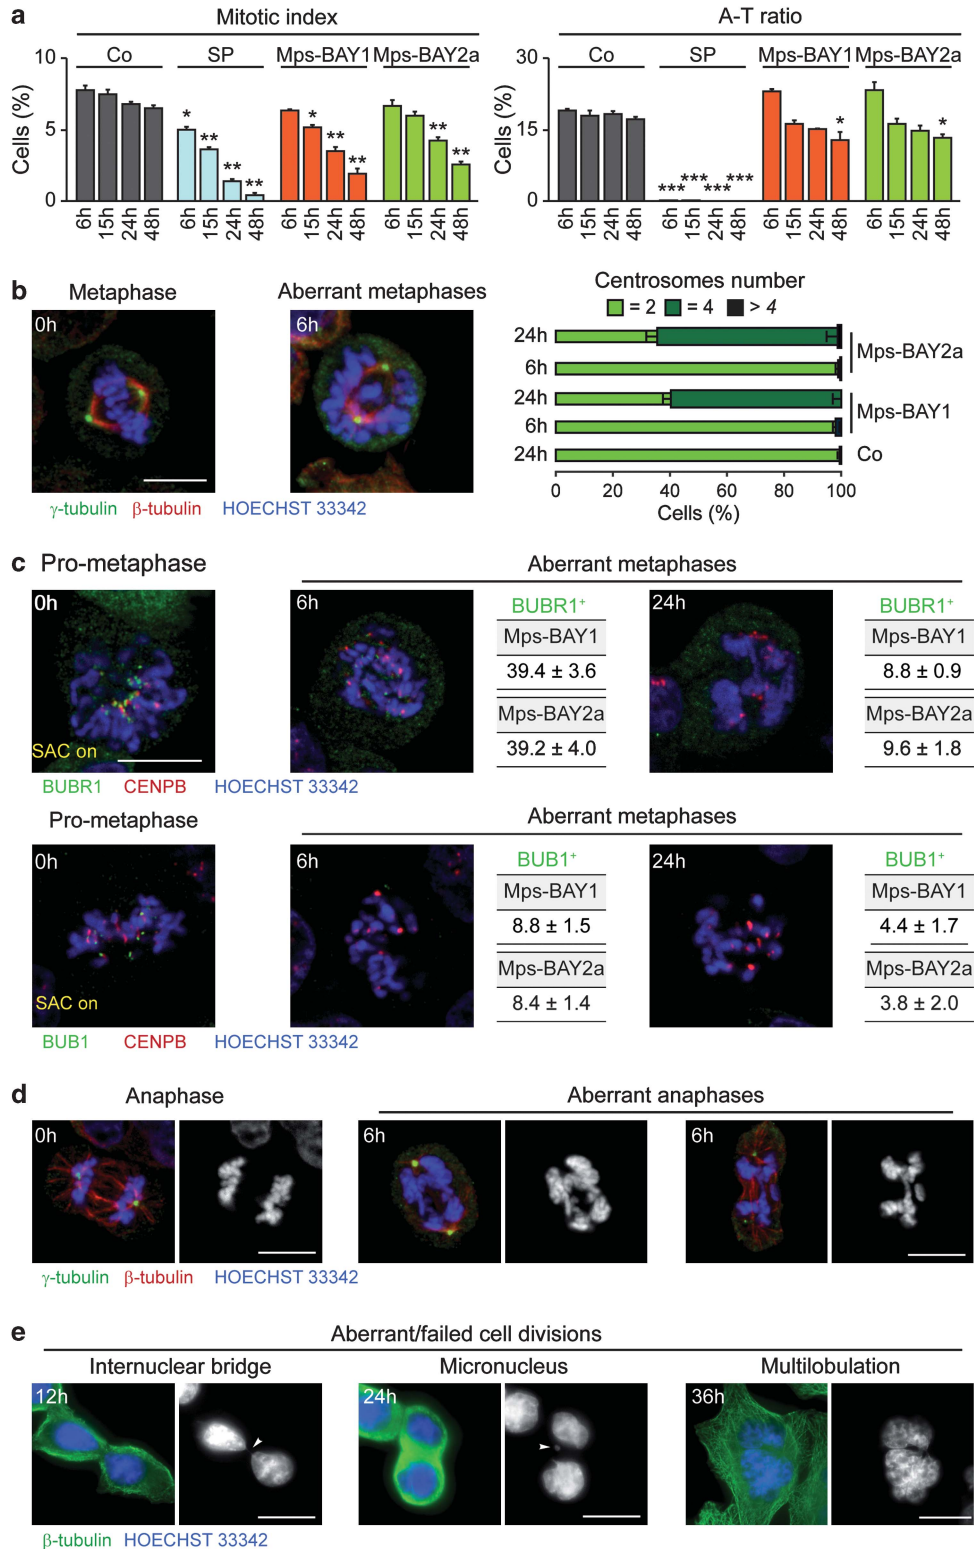 a
Mitotic index
A-T ratio
Co SP Mps-BAY1 Mps-BAY2a
Co SP Mps-BAY1 Mps-BAY2a
Cells (%)
10
5
0
* ** ** ** * ** ** ** **
6h 15h 24h 48h 6h 15h 24h 48h 6h 15h 24h 48h 6h 15h 24h 48h
Cells (%)
30
15
0
*** *** *** *** * *
6h 15h 24h 48h 6h 15h 24h 48h 6h 15h 24h 48h 6h 15h 24h 48h
b
Metaphase
Aberrant metaphases
0h
6h
γ-tubulin β-tubulin HOECHST 33342
Centrosomes number
= 2 = 4 > 4
24h
6h
Mps-BAY2a
24h
6h
Mps-BAY1
24h
Co
0 20 40 60 80 100
Cells (%)
c
Pro-metaphase
Aberrant metaphases
0h
SAC on
6h
BUBR1+
Mps-BAY1
39.4 ± 3.6
Mps-BAY2a
39.2 ± 4.0
24h
BUBR1+
Mps-BAY1
8.8 ± 0.9
Mps-BAY2a
9.6 ± 1.8
BUBR1 CENPB HOECHST 33342
Pro-metaphase
Aberrant metaphases
0h
SAC on
6h
BUB1+
Mps-BAY1
8.8 ± 1.5
Mps-BAY2a
8.4 ± 1.4
24h
BUB1+
Mps-BAY1
4.4 ± 1.7
Mps-BAY2a
3.8 ± 2.0
BUB1 CENPB HOECHST 33342
d
Anaphase
Aberrant anaphases
0h
6h
6h
γ-tubulin β-tubulin HOECHST 33342
e
Aberrant/failed cell divisions
Internuclear bridge
Micronucleus
Multilobulation
12h
24h
36h
β-tubulin HOECHST 33342